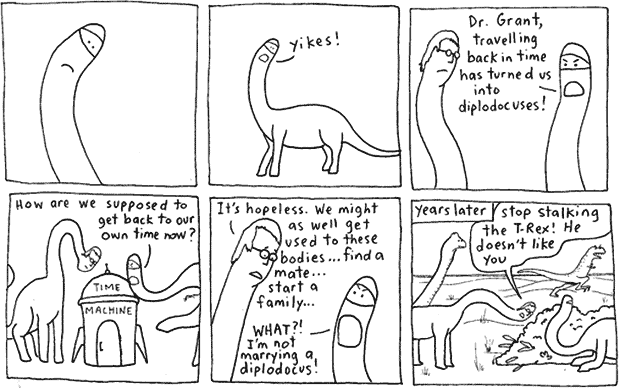 yikes!
Dr. Grant,
travelling
back in time
has turned us
into
diplodocuses!
How are we supposed to
get back to our
own time now?
TIME
MACHINE
It's hopeless. We might
as well get
used to these
bodies... find a
mate...
start a
family...
WHAT?!
I'm not
marrying a
diplodocus!
Years later
stop stalking
the T-Rex! He
doesn't like
you